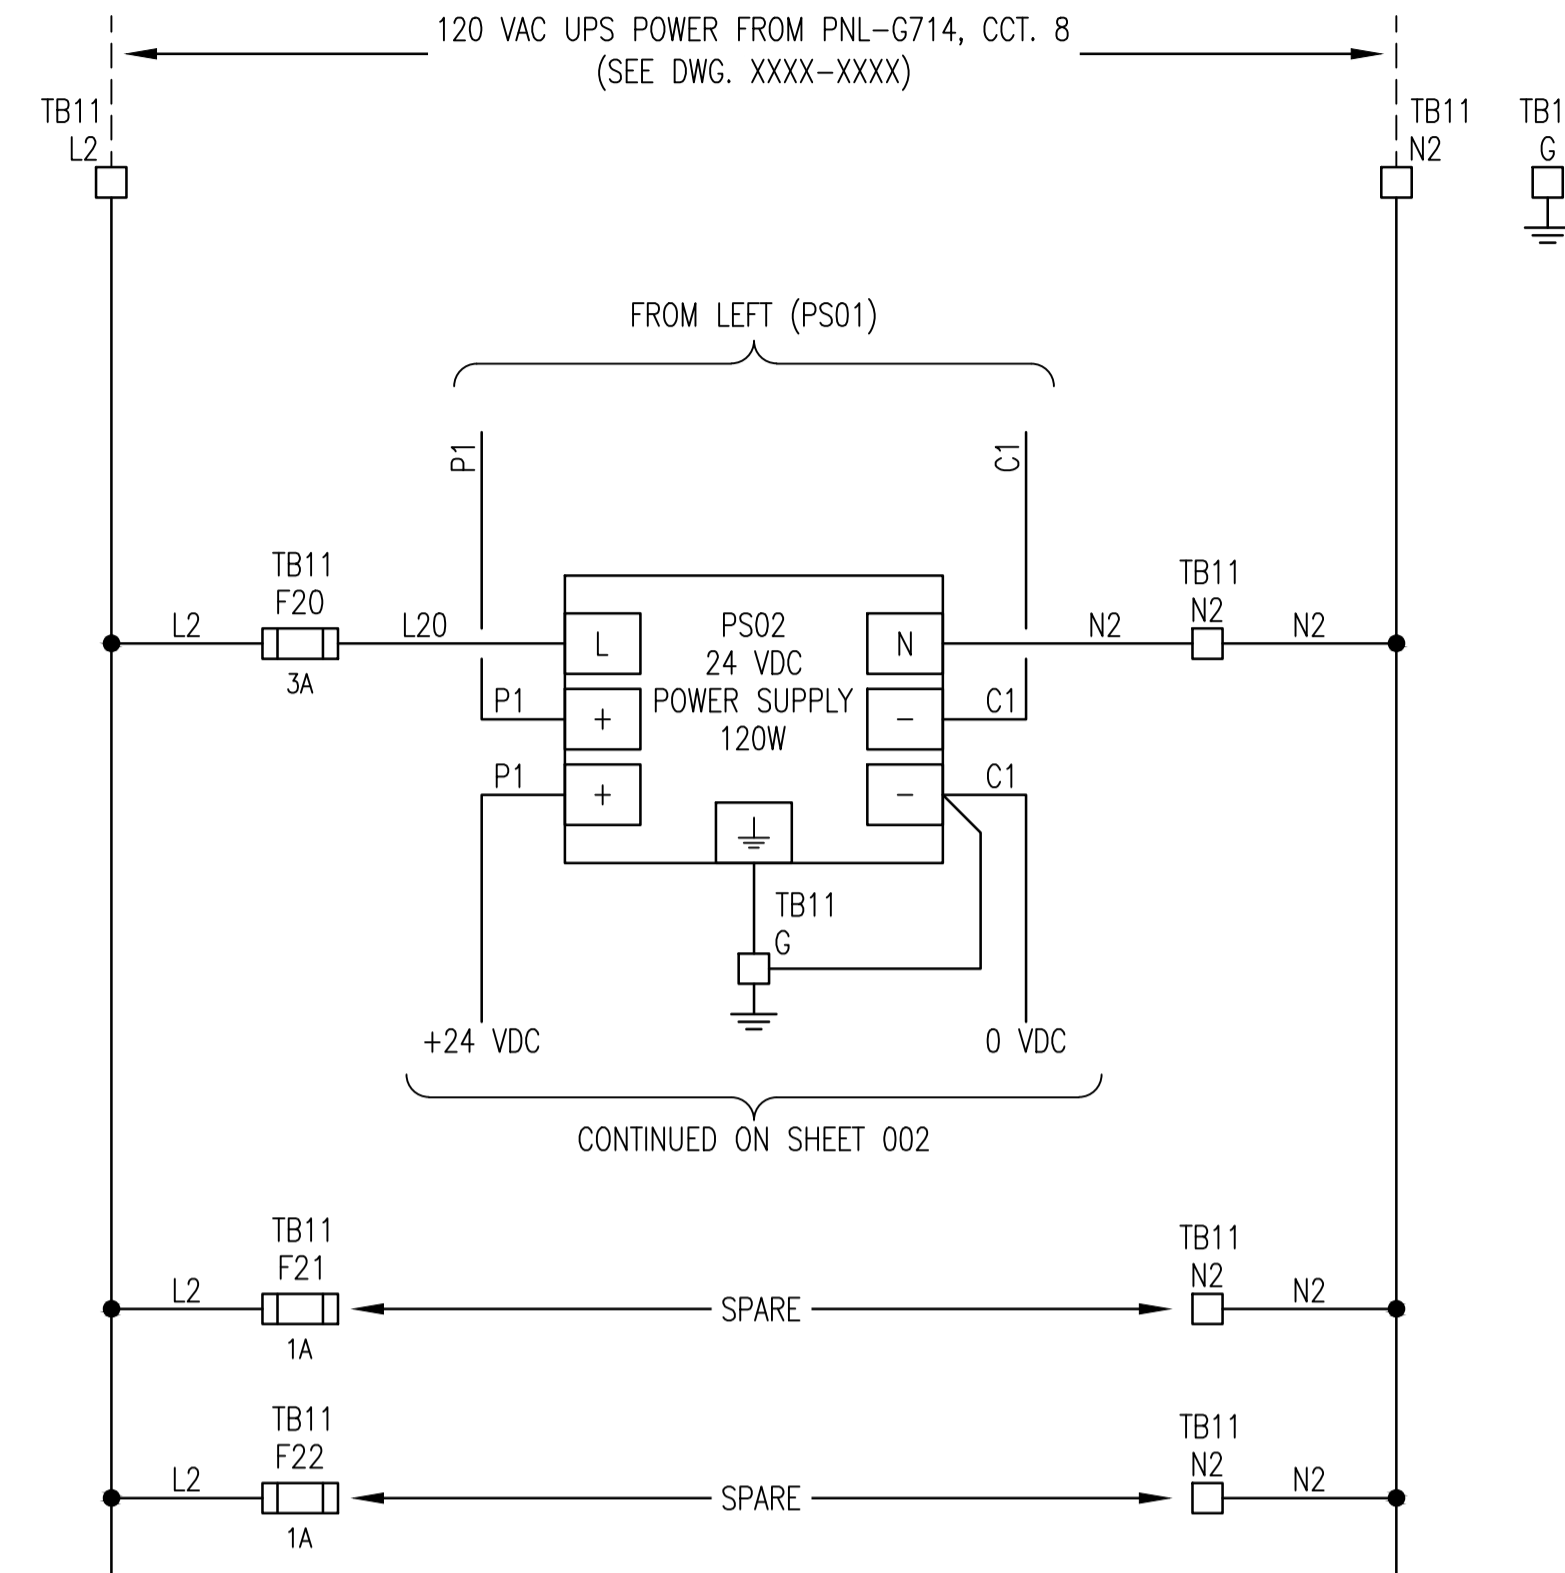 120 VAC UPS POWER FROM PNL-G714, CCT. 8
(SEE DWG. XXXX-XXXX)
TB11
L2
TB11
N2
TB1
G
FROM LEFT (PS01)
P1
C1
L2
TB11
F20
3A
L20
L
PS02
24 VDC
POWER SUPPLY
120W
N
N2
TB11
N2
N2
P1
+
-
C1
P1
+
-
C1
TB11
G
+24 VDC
0 VDC
CONTINUED ON SHEET 002
L2
TB11
F21
1A
SPARE
TB11
N2
N2
L2
TB11
F22
1A
SPARE
TB11
N2
N2